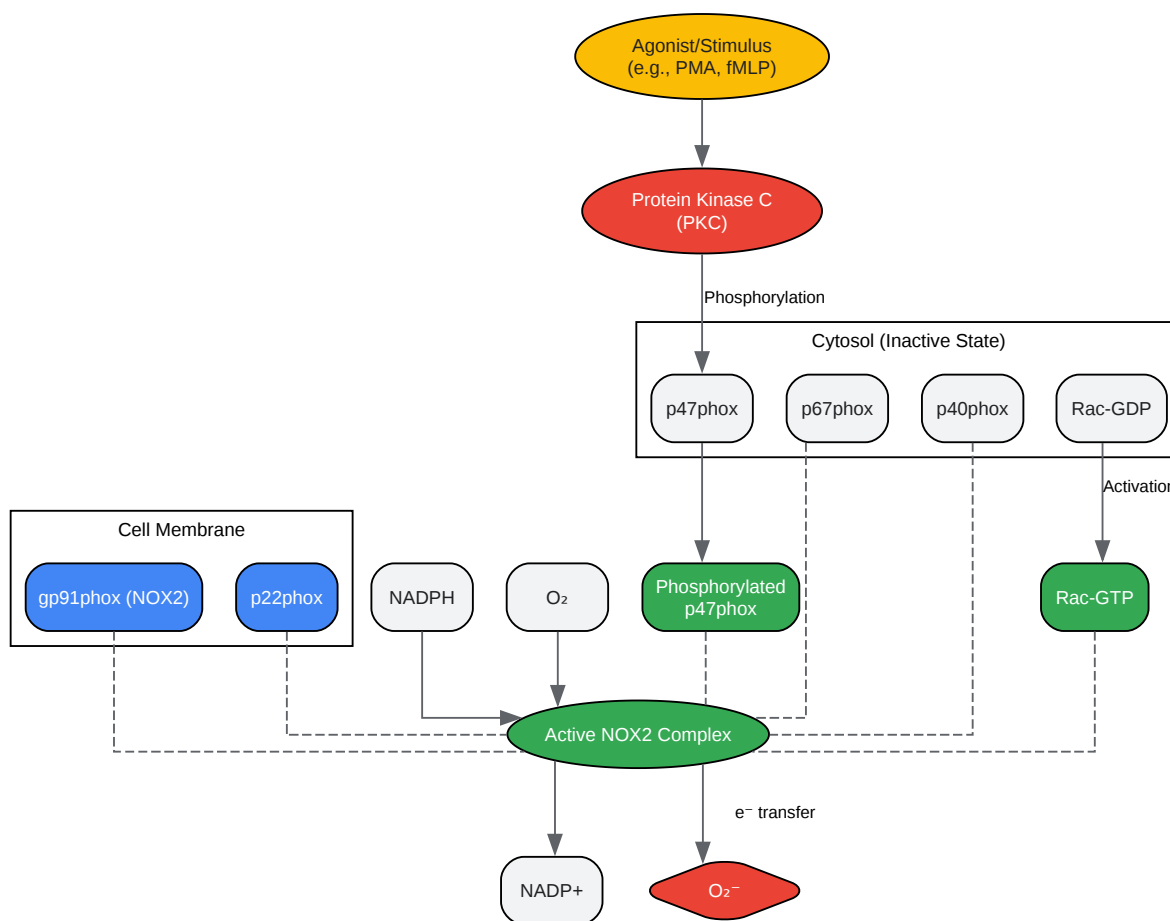 Agonist/Stimulus
(e.g., PMA, fMLP)
Protein Kinase C
(PKC)
Phosphorylation
Cytosol (Inactive State)
p47phox
p67phox
p40phox
Rac-GDP
Activation
Cell Membrane
gp91phox (NOX2)
p22phox
NADPH
O₂
Phosphorylated
p47phox
Rac-GTP
Active NOX2 Complex
e⁻ transfer
NADP+
O₂⁻